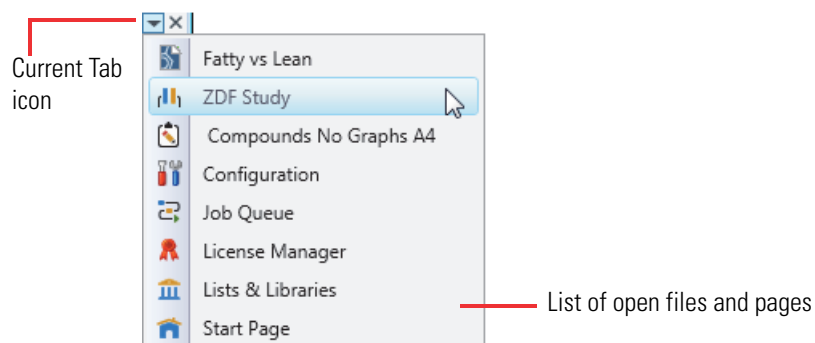 Current Tab
icon
Fatty vs Lean
ZDF Study
Compounds No Graphs A4
Configuration
Job Queue
License Manager
Lists & Libraries
Start Page
List of open files and pages